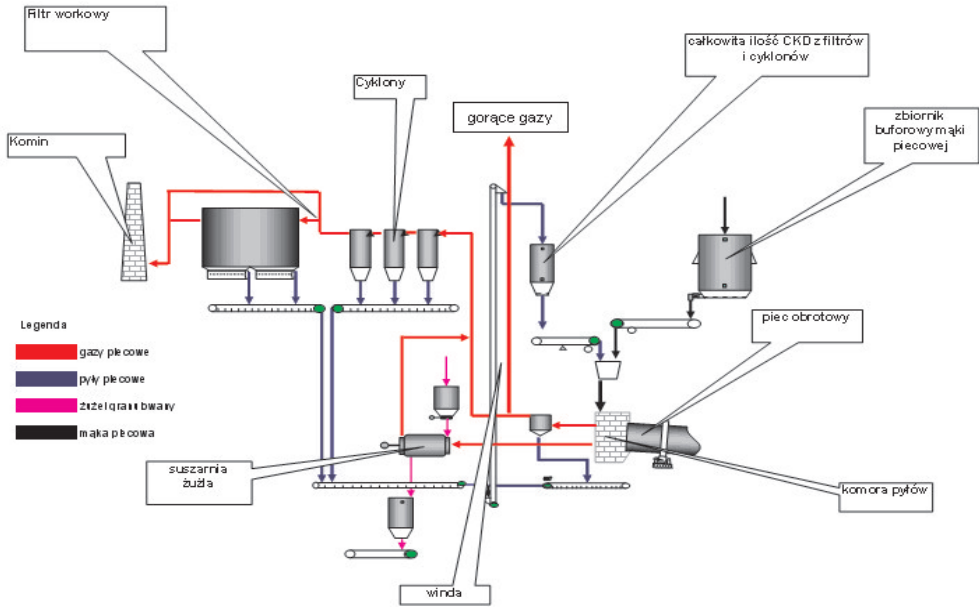 Filtr workowy
Cyklony
całkowita ilość CKD z filtrów
i cyklonów
gorące gazy
zbiornik
buforowy mąki
piecowej
Komin
piec obrotowy
Legenda
gazy piecowe
pyły piecowe
żużel granulowany
mąka piecowa
suszarnia
żużla
komora pyłów
winda